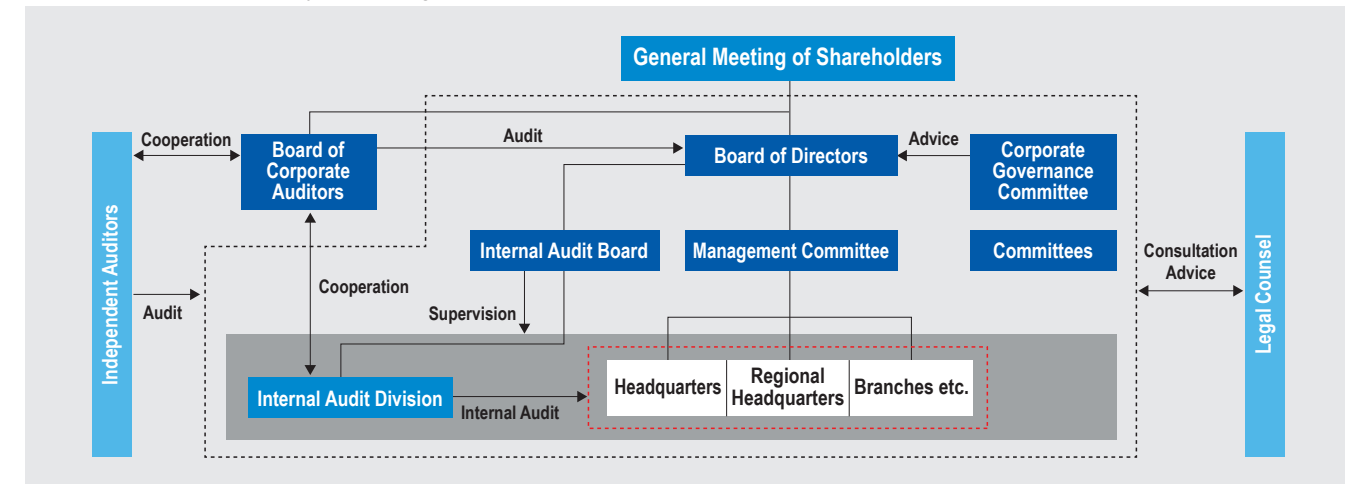 General Meeting of Shareholders
Cooperation
Board of
Corporate
Auditors
Audit
Board of Directors
Advice
Corporate
Governance
Committee
Independent Auditors
Internal Audit Board
Management Committee
Committees
Consultation
Advice
Legal Counsel
Cooperation
Audit
Supervision
Headquarters
Regional
Headquarters
Branches etc.
Internal Audit Division
Internal Audit